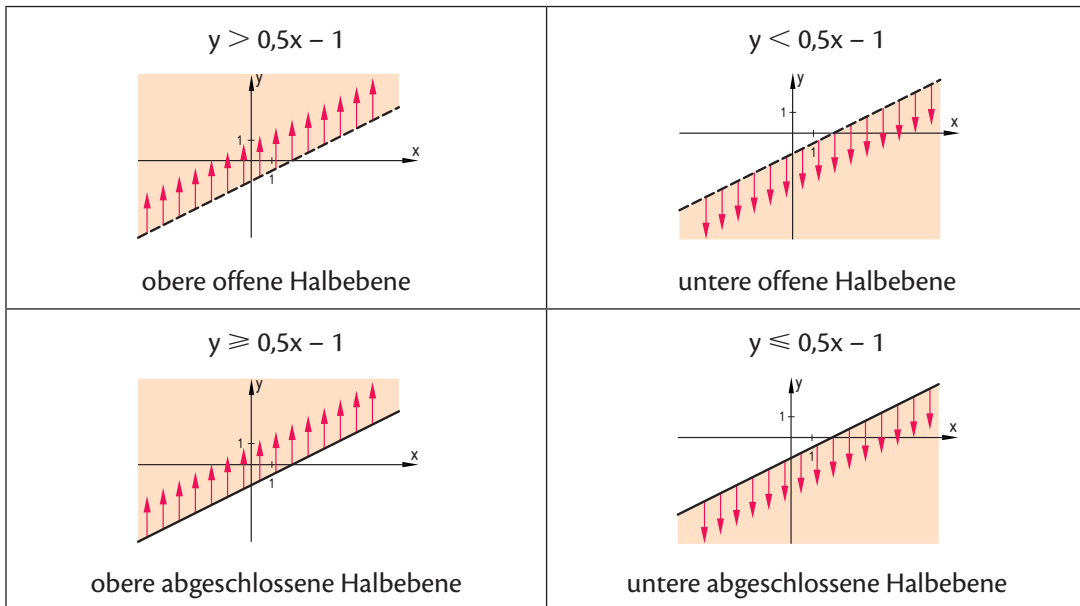 y > 0,5x – 1
y
1
x
1
obere offene Halbebene
y < 0,5x – 1
y
1
x
1
untere offene Halbebene
y ⩾ 0,5x – 1
y
1
x
1
obere abgeschlossene Halbebene
y ⩽ 0,5x – 1
y
1
x
1
untere abgeschlossene Halbebene